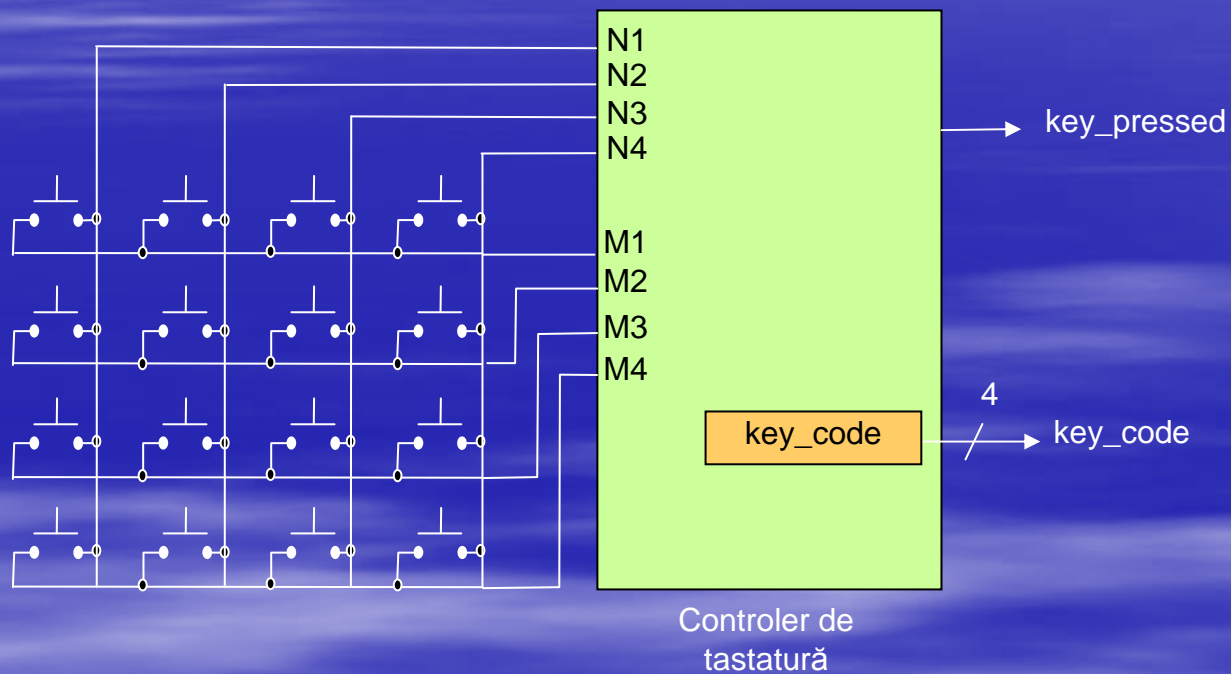 N1
N2
N3
N4
key_pressed
M1
M2
M3
M4
4
key_code
key_code
Controler de
tastatură